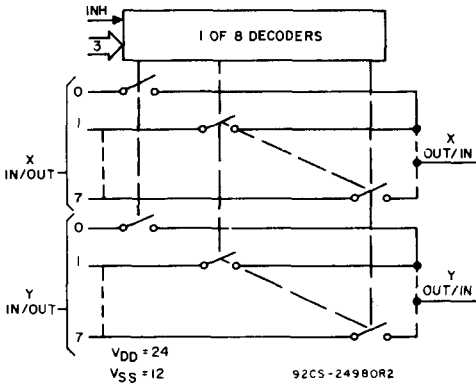 INH
3
1 OF 8 DECODERS
0
1
7
X
IN/OUT
X
OUT/IN
0
1
7
Y
IN/OUT
Y
OUT/IN
VDD = 24
VSS = 12
92CS-24980R2